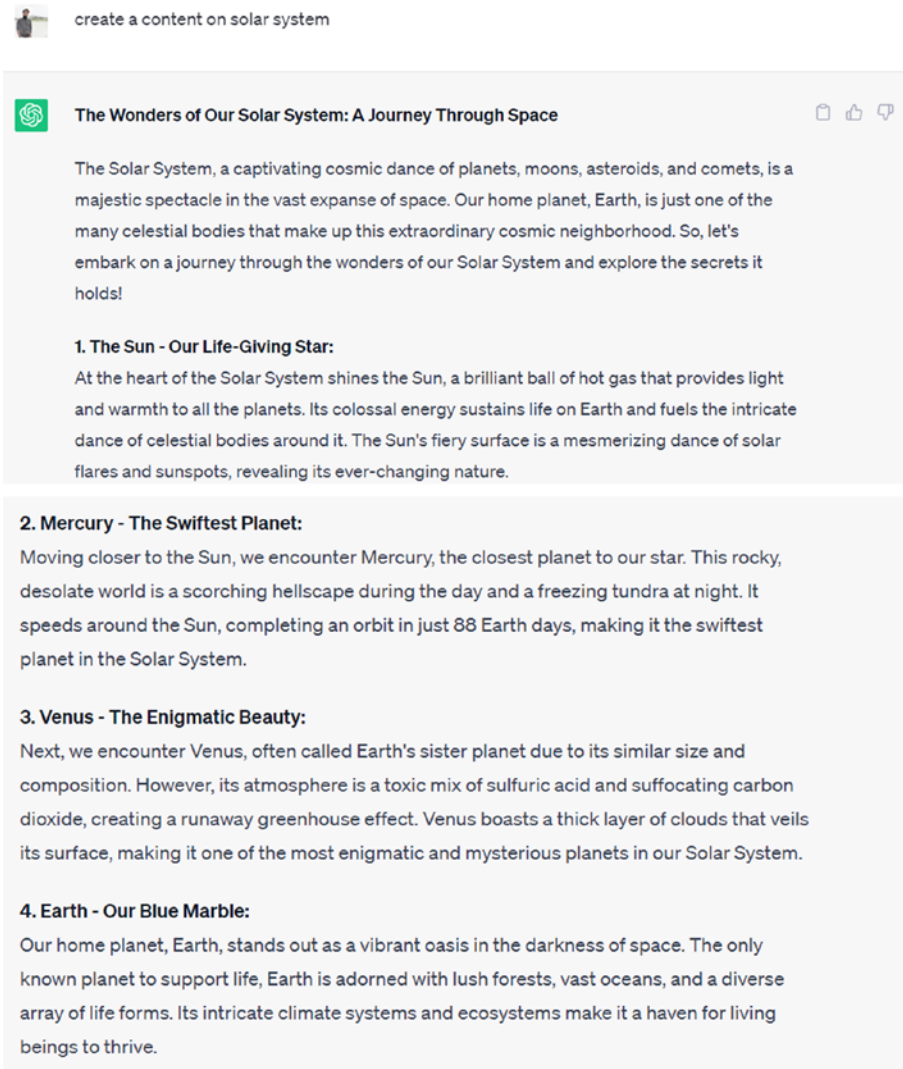 create a content on solar system
The Wonders of Our Solar System: A Journey Through Space
The Solar System, a captivating cosmic dance of planets, moons, asteroids, and comets, is a
majestic spectacle in the vast expanse of space. Our home planet, Earth, is just one of the
many celestial bodies that make up this extraordinary cosmic neighborhood. So, let's
embark on a journey through the wonders of our Solar System and explore the secrets it
holds!
1. The Sun - Our Life-Giving Star:
At the heart of the Solar System shines the Sun, a brilliant ball of hot gas that provides light
and warmth to all the planets. Its colossal energy sustains life on Earth and fuels the intricate
dance of celestial bodies around it. The Sun's fiery surface is a mesmerizing dance of solar
flares and sunspots, revealing its ever-changing nature.
2. Mercury - The Swiftest Planet:
Moving closer to the Sun, we encounter Mercury, the closest planet to our star. This rocky,
desolate world is a scorching hellscape during the day and a freezing tundra at night. It
speeds around the Sun, completing an orbit in just 88 Earth days, making it the swiftest
planet in the Solar System.
3. Venus - The Enigmatic Beauty:
Next, we encounter Venus, often called Earth's sister planet due to its similar size and
composition. However, its atmosphere is a toxic mix of sulfuric acid and suffocating carbon
dioxide, creating a runaway greenhouse effect. Venus boasts a thick layer of clouds that veils
its surface, making it one of the most enigmatic and mysterious planets in our Solar System.
4. Earth - Our Blue Marble:
Our home planet, Earth, stands out as a vibrant oasis in the darkness of space. The only
known planet to support life, Earth is adorned with lush forests, vast oceans, and a diverse
array of life forms. Its intricate climate systems and ecosystems make it a haven for living
beings to thrive.